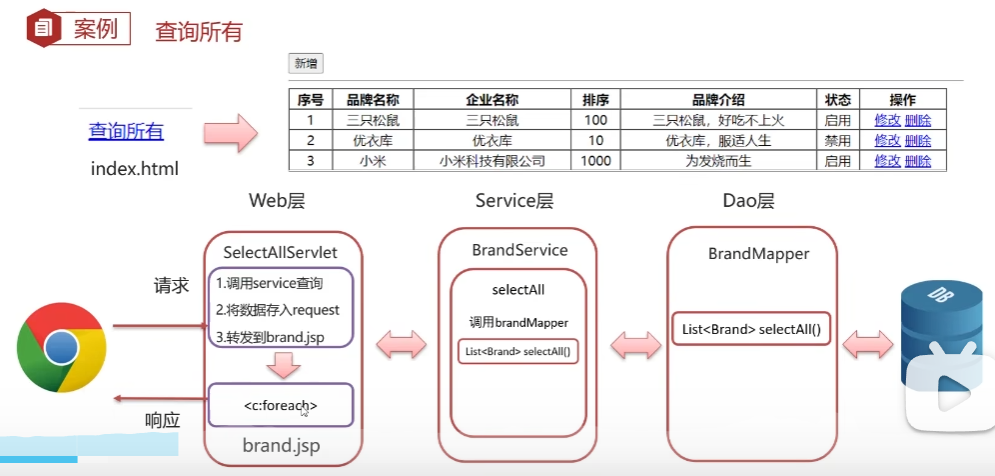 案例 查询所有
新增
序号 品牌名称 企业名称 排序 品牌介绍 状态 操作
1 三只松鼠 三只松鼠 100 三只松鼠，好吃不上火 启用 修改 删除
2 优衣库 优衣库 10 优衣库，服适人生 禁用 修改 删除
3 小米 小米科技有限公司 1000 为发烧而生 启用 修改 删除
查询所有
index.html
Web层 Service层 Dao层
请求
SelectAllServlet
1.调用service查询
2.将数据存入request
3.转发到brand.jsp
<c:foreach>
brand.jsp
响应
BrandService
selectAll
调用brandMapper
List<Brand> selectAll()
BrandMapper
List<Brand> selectAll()
DB